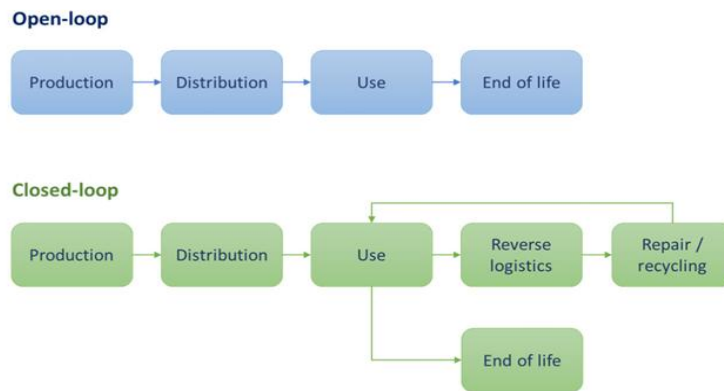 Open-loop
Production
Distribution
Use
End of life
Closed-loop
Production
Distribution
Use
Reverse
logistics
Repair /
recycling
End of life